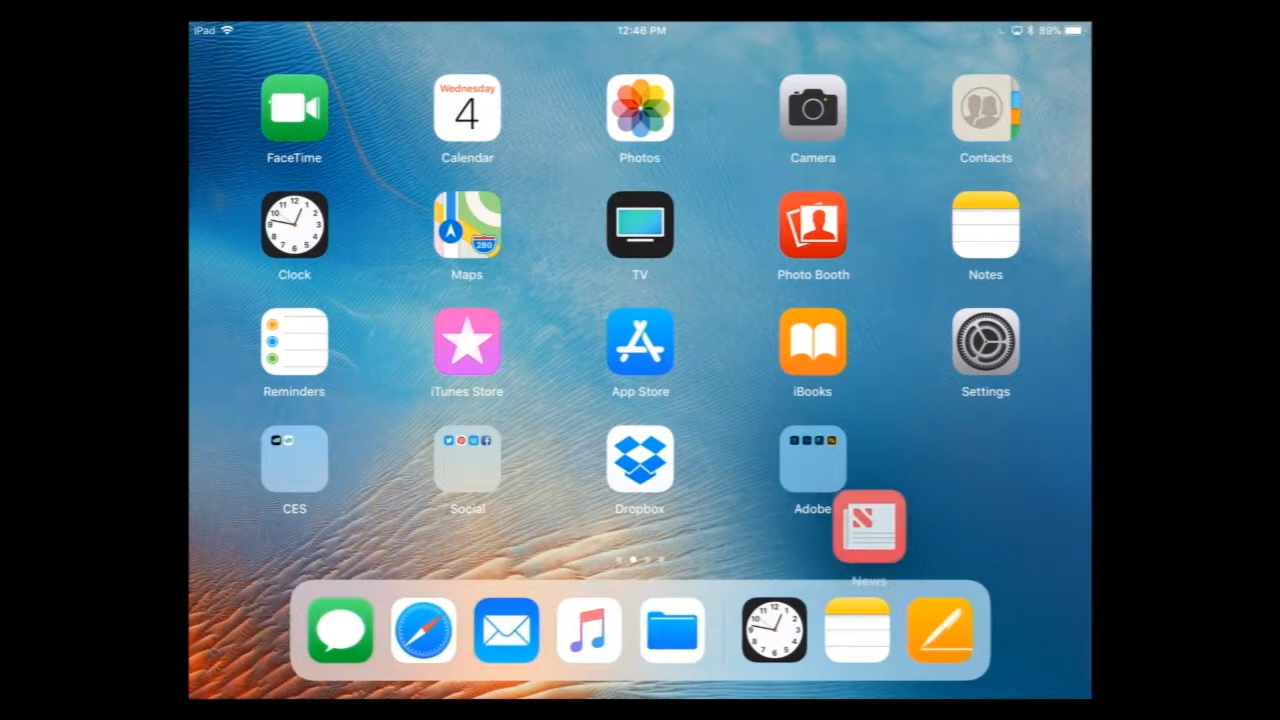 iPad 12:46 PM 89%
Wednesday
4
FaceTime Calendar Photos Camera Contacts
280
Clock Maps TV Photo Booth Notes
Reminders iTunes Store App Store iBooks Settings
CES Social Dropbox Adobe
News